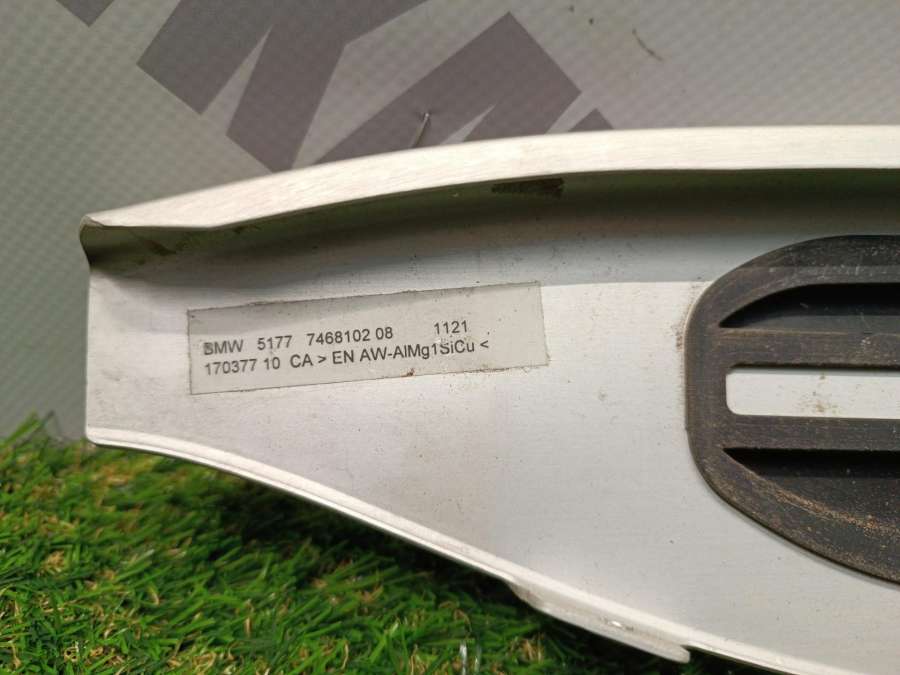 BMW 5177 7468102 08 1121
170377 10 CA > EN AW-AlMg1SiCu <